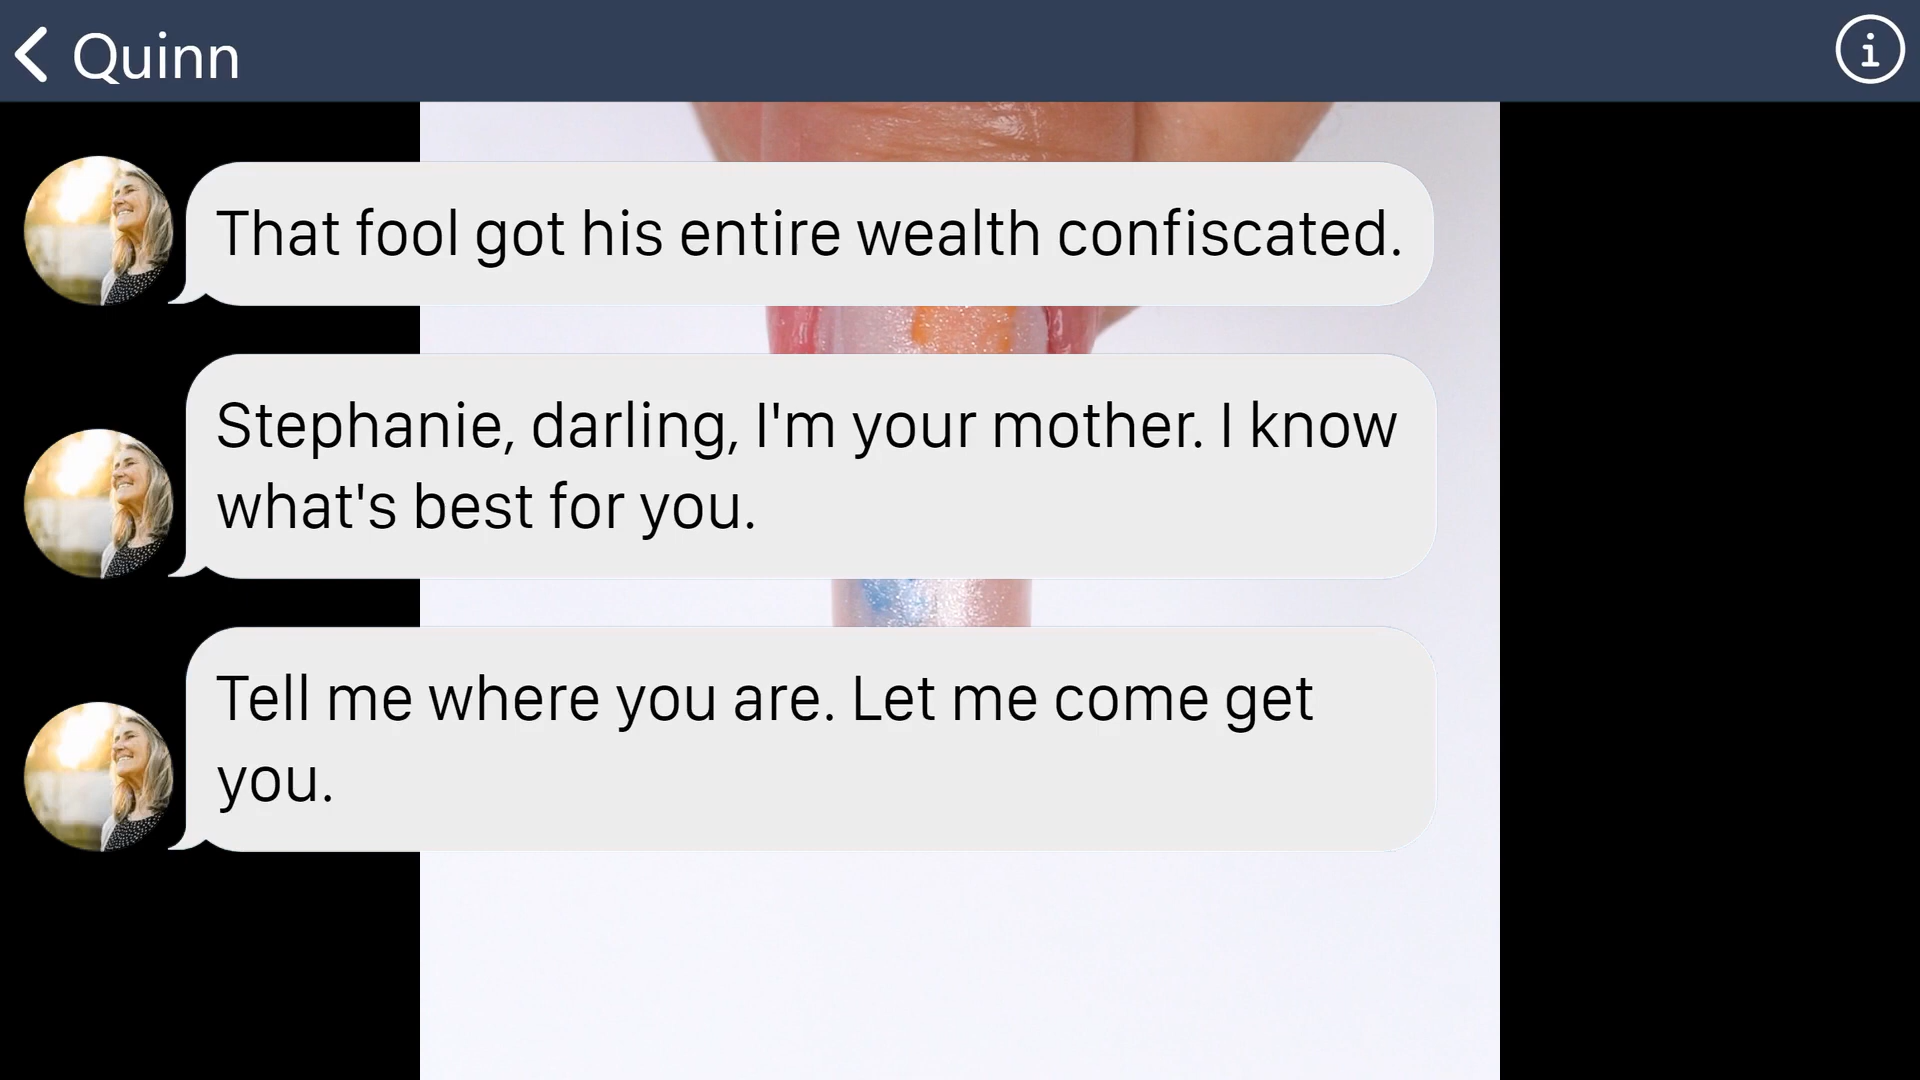 Quinn
That fool got his entire wealth confiscated.
Stephanie, darling, I'm your mother. I know
what's best for you.
Tell me where you are. Let me come get
you.